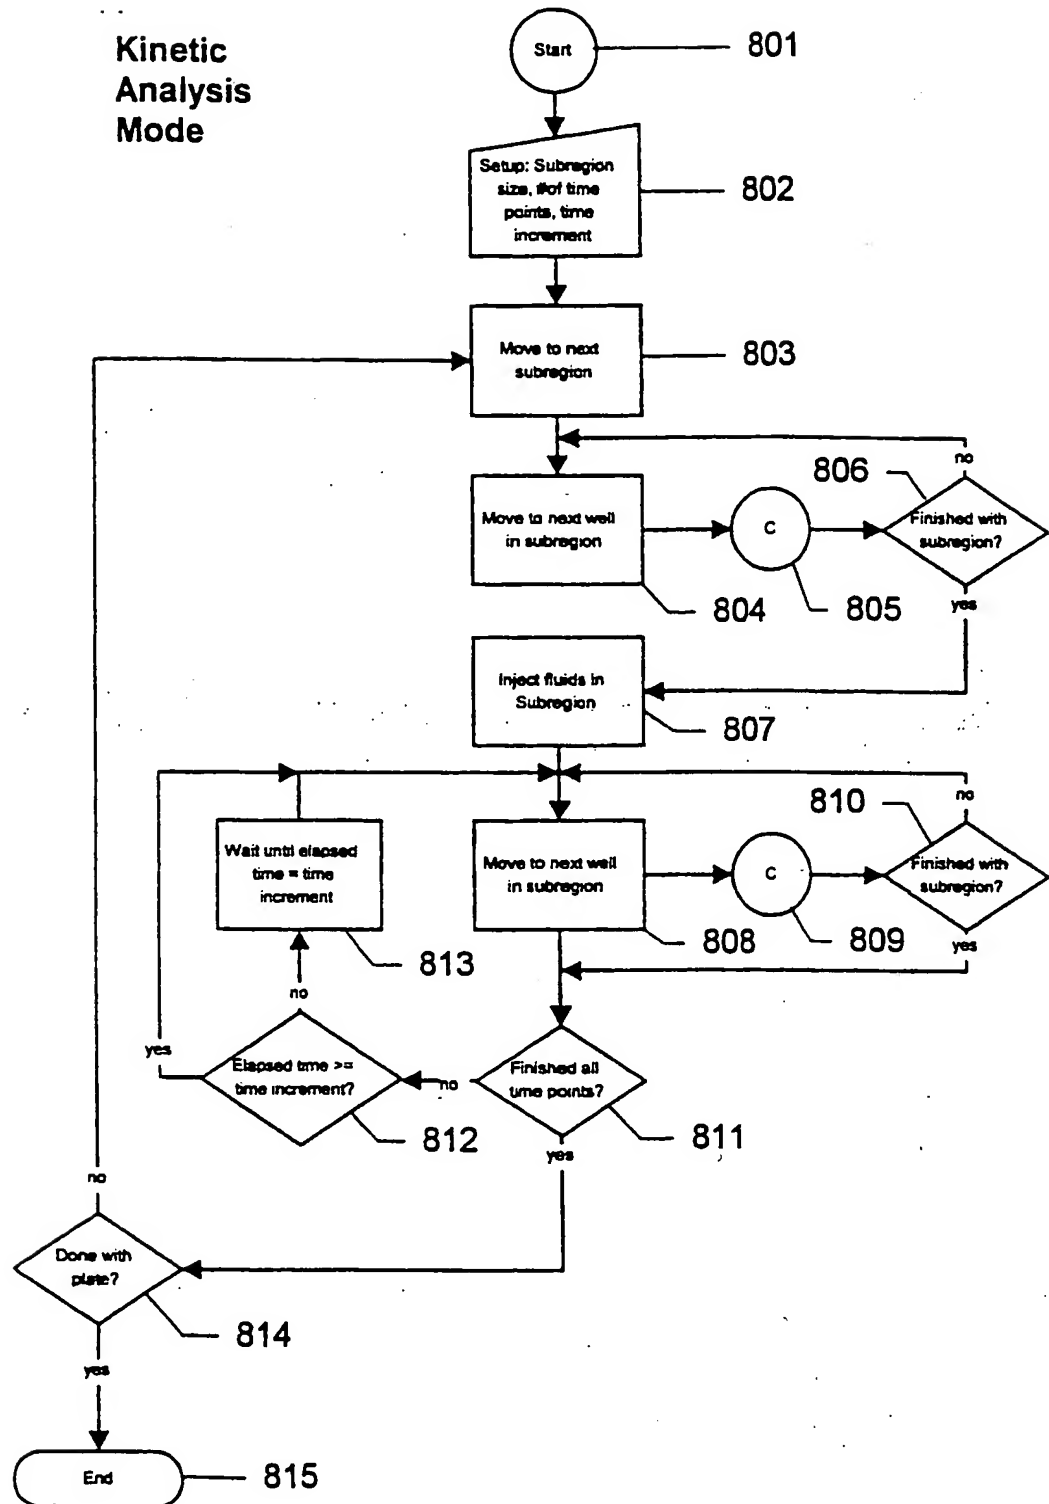 Kinetic
Analysis
Mode
Start
801
Setup: Subregion
size, #of time
points, time
increment
802
Move to next
subregion
803
no
806
Move to next well
in subregion
C
Finished with
subregion?
804
805
yes
Inject fluids in
Subregion
807
810
no
Wait until elapsed
time = time
increment
Move to next well
in subregion
C
Finished with
subregion?
813
808
809
yes
no
yes
Elapsed time >=
time increment?
no
Finished all
time points?
812
811
yes
no
Done with
plate?
814
yes
End
815